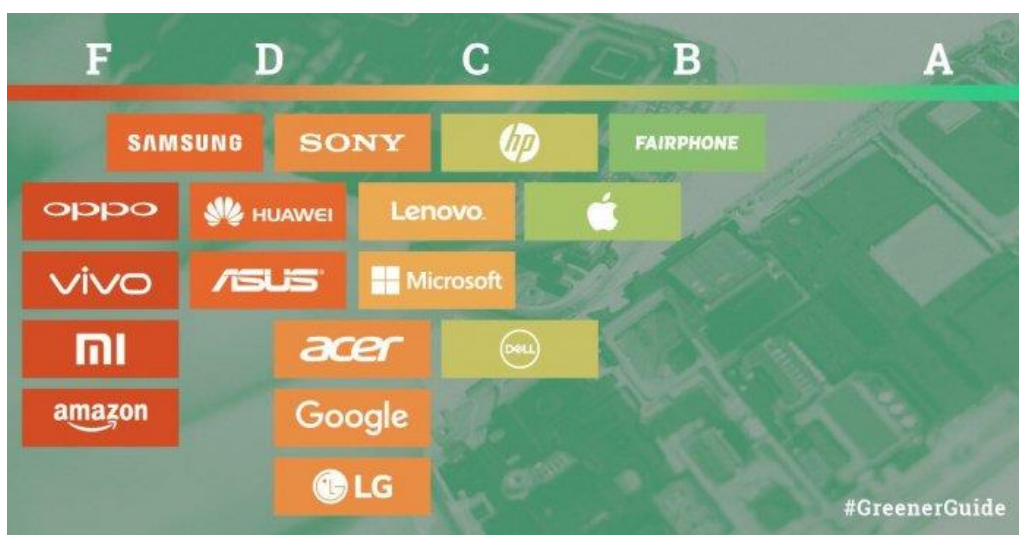 F D C B A
SAMSUNG SONY hp FAIRPHONE
oppo HUAWEI Lenovo.
vivo ASUS Microsoft
MI acer DELL
amazon Google
LG
#GreenerGuide